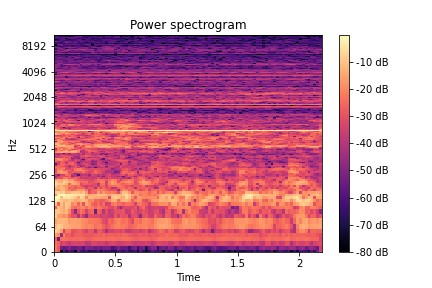 Power spectrogram
8192
4096
2048
1024
512
256
128
64
0
Hz
0
0.5
1
1.5
2
Time
-10 dB
-20 dB
-30 dB
-40 dB
-50 dB
-60 dB
-70 dB
-80 dB